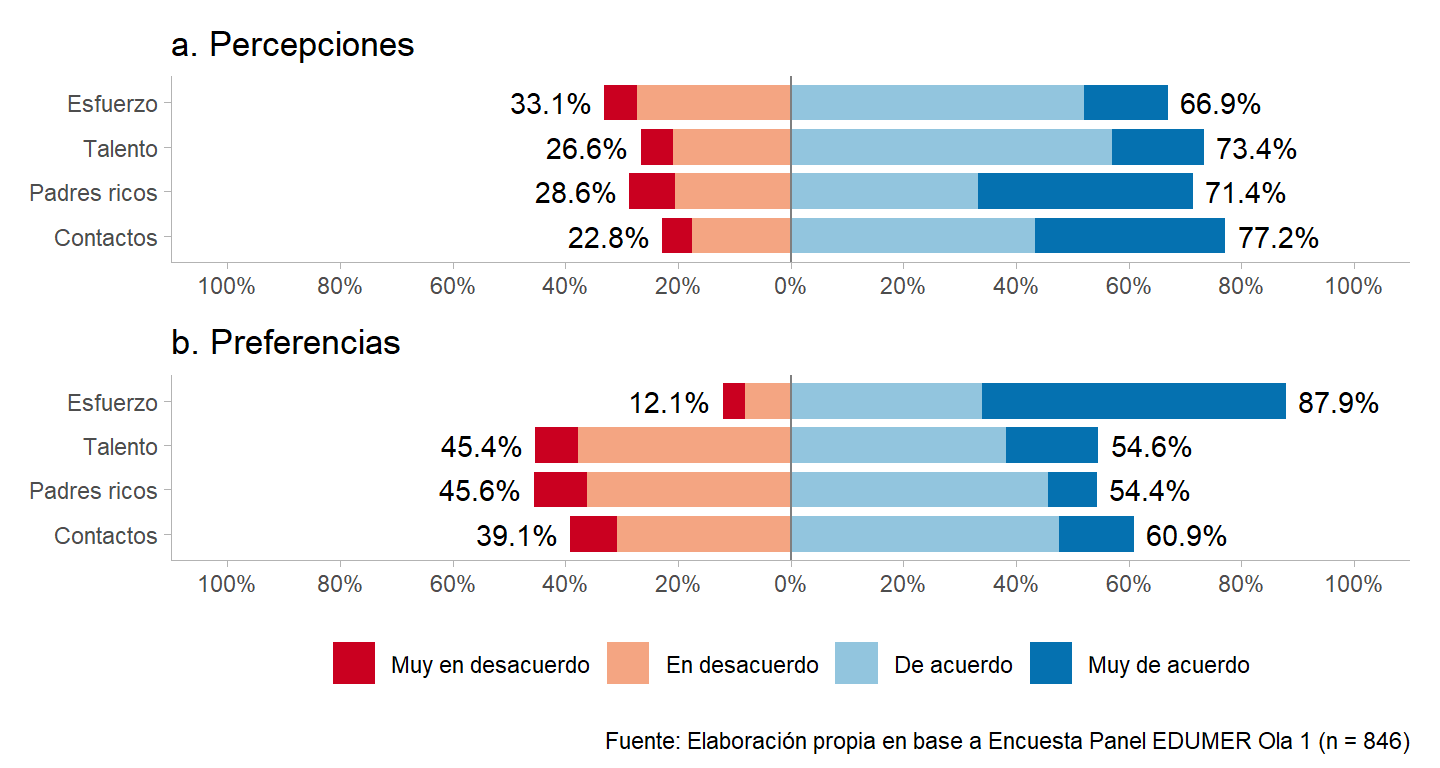 a. Percepciones
Esfuerzo 33.1% 66.9%
Talento 26.6% 73.4%
Padres ricos 28.6% 71.4%
Contactos 22.8% 77.2%
100% 80% 60% 40% 20% 0% 20% 40% 60% 80% 100%
b. Preferencias
Esfuerzo 12.1% 87.9%
Talento 45.4% 54.6%
Padres ricos 45.6% 54.4%
Contactos 39.1% 60.9%
100% 80% 60% 40% 20% 0% 20% 40% 60% 80% 100%
Muy en desacuerdo En desacuerdo De acuerdo Muy de acuerdo
Fuente: Elaboración propia en base a Encuesta Panel EDUMER Ola 1 (n = 846)